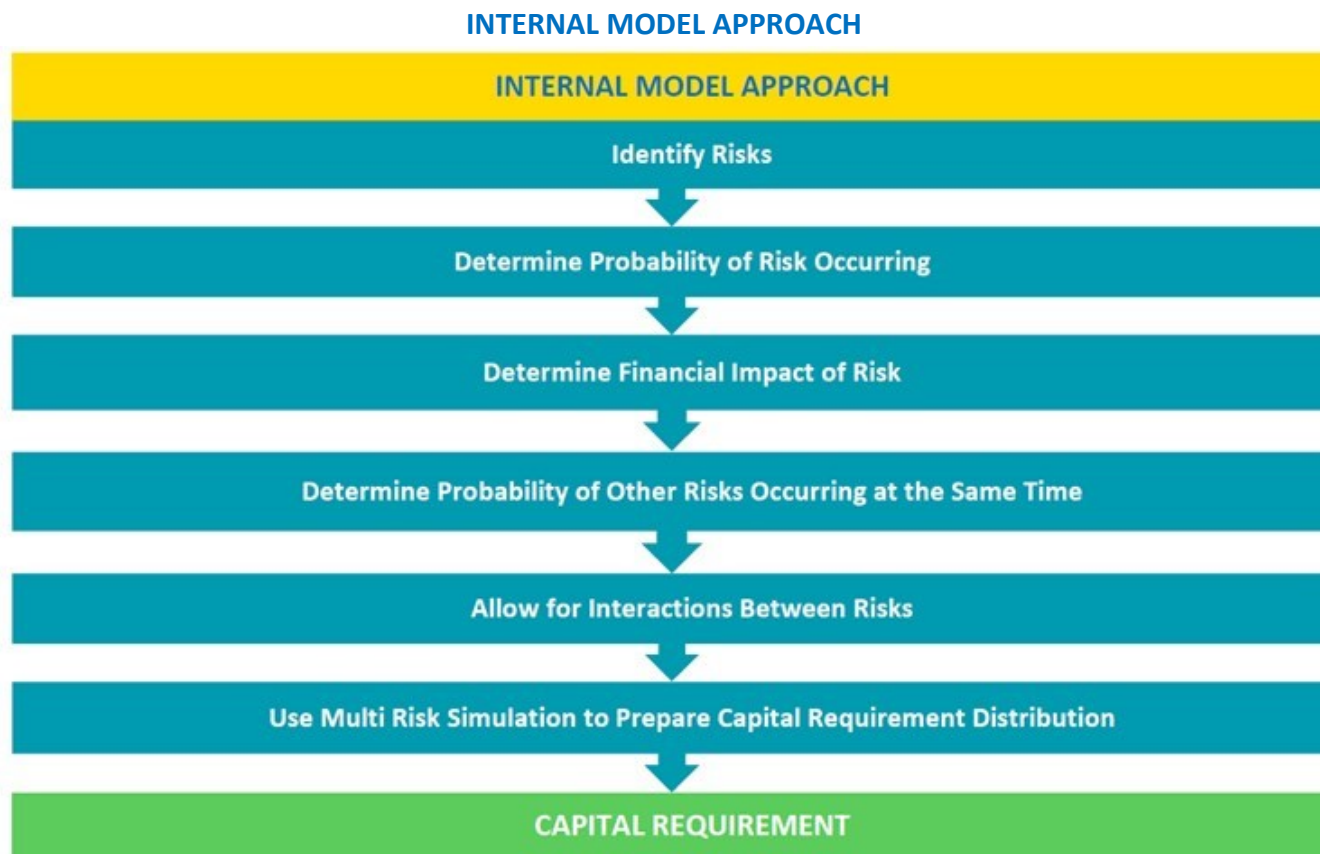 INTERNAL MODEL APPROACH
INTERNAL MODEL APPROACH
Identify Risks
Determine Probability of Risk Occurring
Determine Financial Impact of Risk
Determine Probability of Other Risks Occurring at the Same Time
Allow for Interactions Between Risks
Use Multi Risk Simulation to Prepare Capital Requirement Distribution
CAPITAL REQUIREMENT